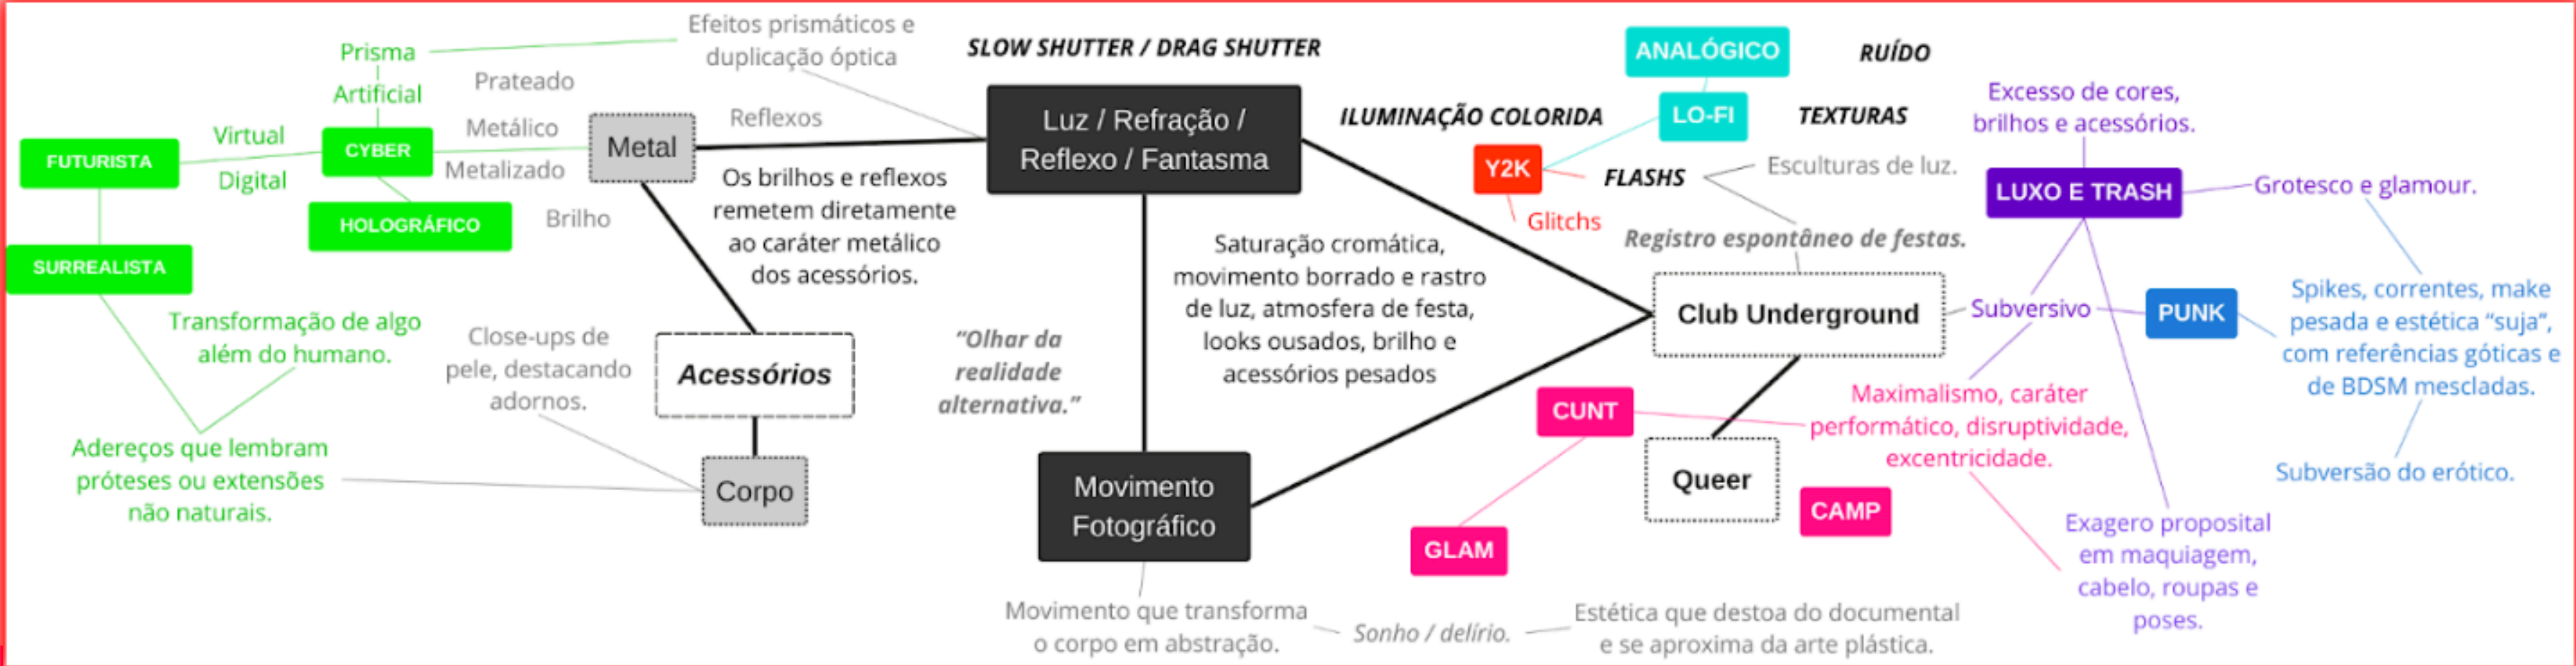 Efeitos prismáticos e
duplicação óptica
Prisma
Artificial
Prateado
Metálico
Metalizado
Brilho
Virtual
Digital
FUTURISTA
CYBER
HOLOGRÁFICO
SURREALISTA
Transformação de algo
além do humano.
Adereços que lembram
próteses ou extensões
não naturais.
Metal
Reflexos
Os brilhos e reflexos
remetem diretamente
ao caráter metálico
dos acessórios.
Close-ups de
pele, destacando
adornos.
Acessórios
Corpo
SLOW SHUTTER / DRAG SHUTTER
Luz / Refração /
Reflexo / Fantasma
“Olhar da
realidade
alternativa.”
Saturação cromática,
movimento borrado e rastro
de luz, atmosfera de festa,
looks ousados, brilho e
acessórios pesados
Movimento
Fotográfico
Movimento que transforma
o corpo em abstração.
Sonho / delírio.
Estética que destoa do documental
e se aproxima da arte plástica.
ANALÓGICO
RUÍDO
ILUMINAÇÃO COLORIDA
LO-FI
TEXTURAS
Y2K
FLASHS
Esculturas de luz.
Glitchs
Registro espontâneo de festas.
Club Underground
Queer
CUNT
GLAM
CAMP
Excesso de cores,
brilhos e acessórios.
LUXO E TRASH
Grotesco e glamour.
Subversivo
PUNK
Spikes, correntes, make
pesada e estética “suja”,
com referências góticas e
de BDSM mescladas.
Subversão do erótico.
Maximalismo, caráter
performático, disruptividade,
excentricidade.
Exagero proposital
em maquiagem,
cabelo, roupas e
poses.